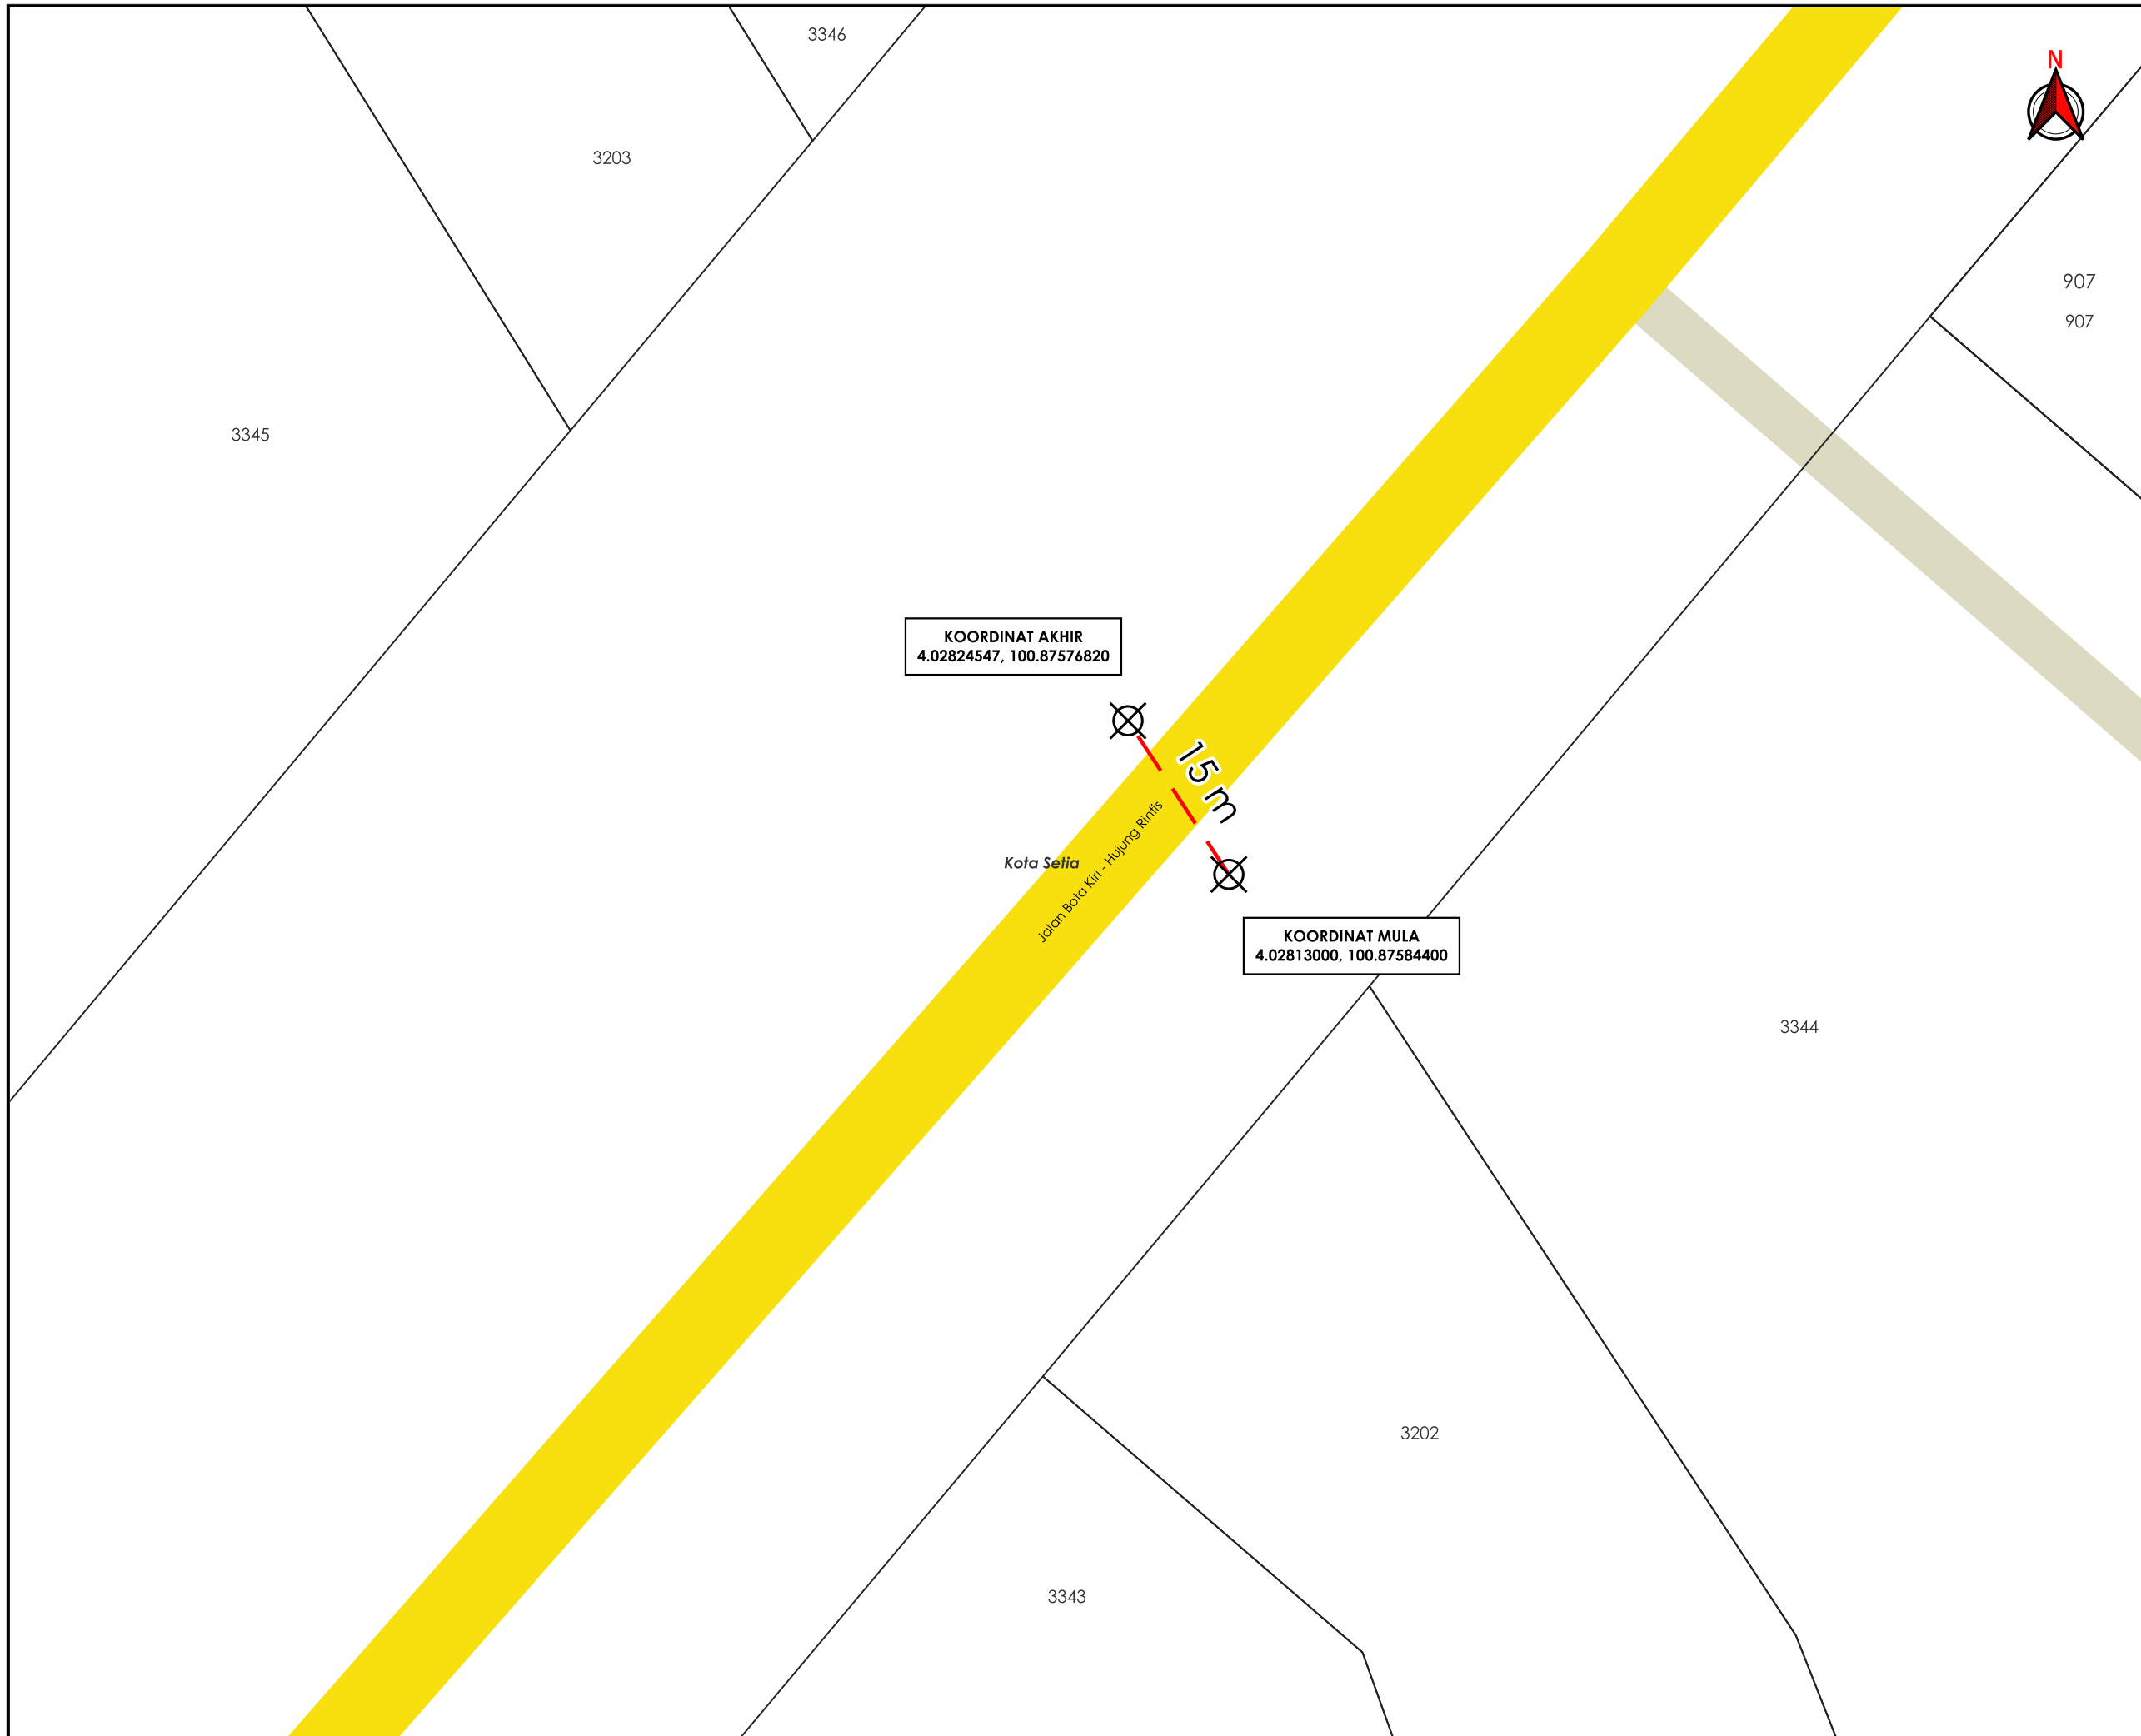 3346
N
3203
907
907
3345
KOORDINAT AKHIR
4.02824547, 100.87576820
15 m
Kota Setia
Jalan Bota Kiri - Hujung Rintis
KOORDINAT MULA
4.02813000, 100.87584400
3344
3202
3343